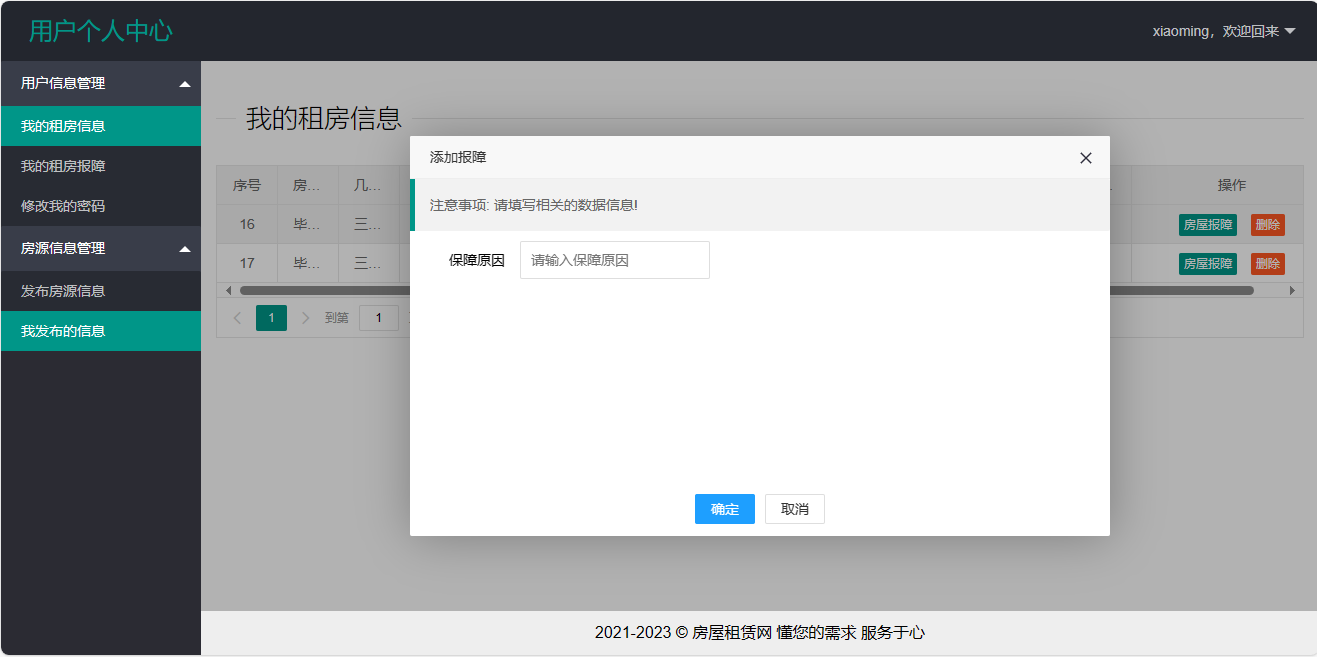 用户个人中心
xiaoming，欢迎回来
用户信息管理
我的租房信息
我的租房报障
修改我的密码
房源信息管理
发布房源信息
我发布的信息
我的租房信息
序号 房... 几... 操作
16 毕... 三... 房屋报障 删除
17 毕... 三... 房屋报障 删除
1 到第 1
添加报障
注意事项: 请填写相关的数据信息!
保障原因 请输入保障原因
确定 取消
2021-2023 © 房屋租赁网 懂您的需求 服务于心